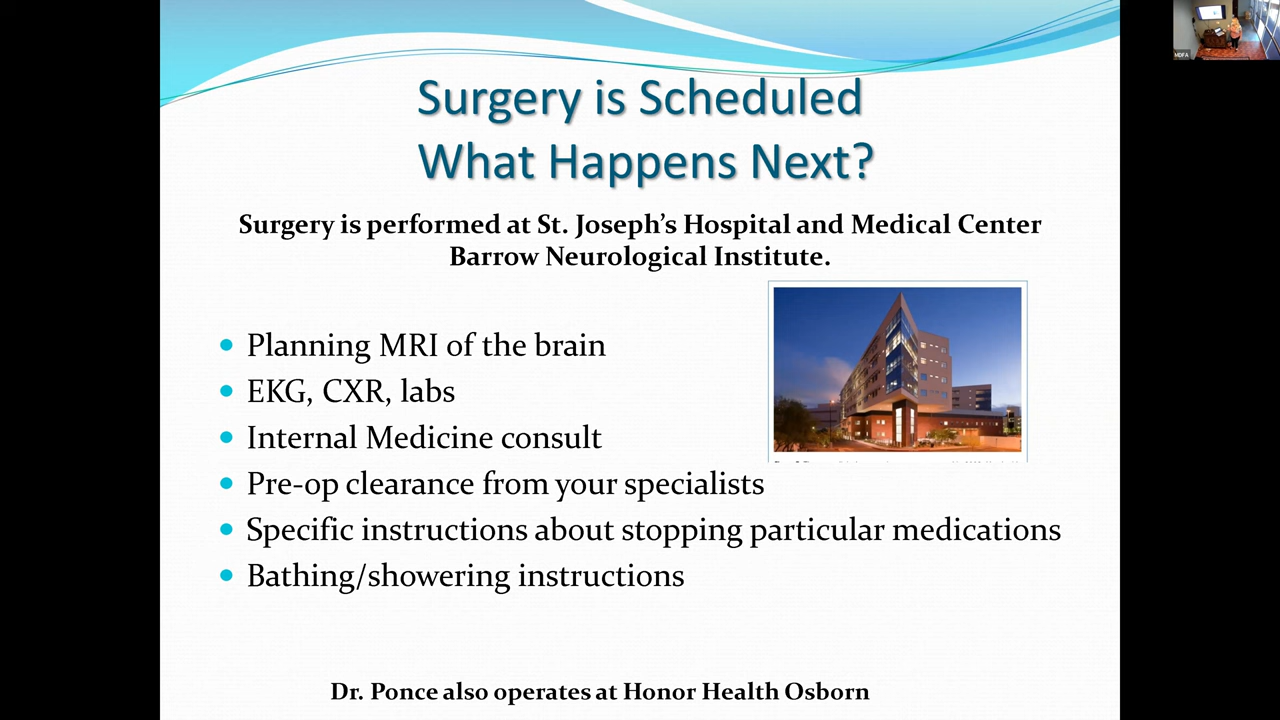 Surgery is Scheduled
What Happens Next?
Surgery is performed at St. Joseph’s Hospital and Medical Center
Barrow Neurological Institute.
• Planning MRI of the brain
• EKG, CXR, labs
• Internal Medicine consult
• Pre-op clearance from your specialists
• Specific instructions about stopping particular medications
• Bathing/showering instructions
Dr. Ponce also operates at Honor Health Osborn
MDFA